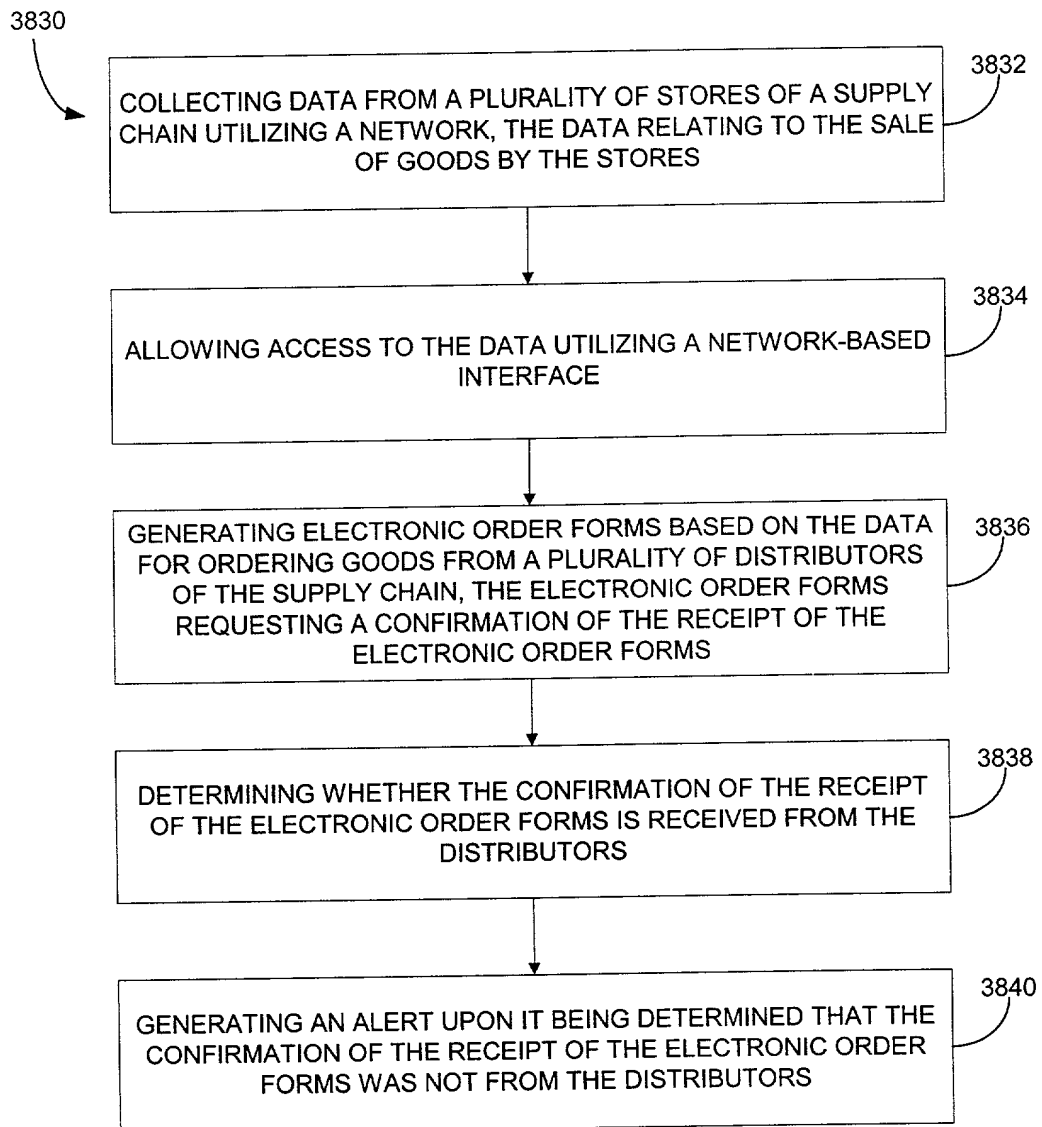 3830
3832
COLLECTING DATA FROM A PLURALITY OF STORES OF A SUPPLY
CHAIN UTILIZING A NETWORK, THE DATA RELATING TO THE SALE
OF GOODS BY THE STORES
3834
ALLOWING ACCESS TO THE DATA UTILIZING A NETWORK-BASED
INTERFACE
3836
GENERATING ELECTRONIC ORDER FORMS BASED ON THE DATA
FOR ORDERING GOODS FROM A PLURALITY OF DISTRIBUTORS
OF THE SUPPLY CHAIN, THE ELECTRONIC ORDER FORMS
REQUESTING A CONFIRMATION OF THE RECEIPT OF THE
ELECTRONIC ORDER FORMS
3838
DETERMINING WHETHER THE CONFIRMATION OF THE RECEIPT
OF THE ELECTRONIC ORDER FORMS IS RECEIVED FROM THE
DISTRIBUTORS
3840
GENERATING AN ALERT UPON IT BEING DETERMINED THAT THE
CONFIRMATION OF THE RECEIPT OF THE ELECTRONIC ORDER
FORMS WAS NOT FROM THE DISTRIBUTORS